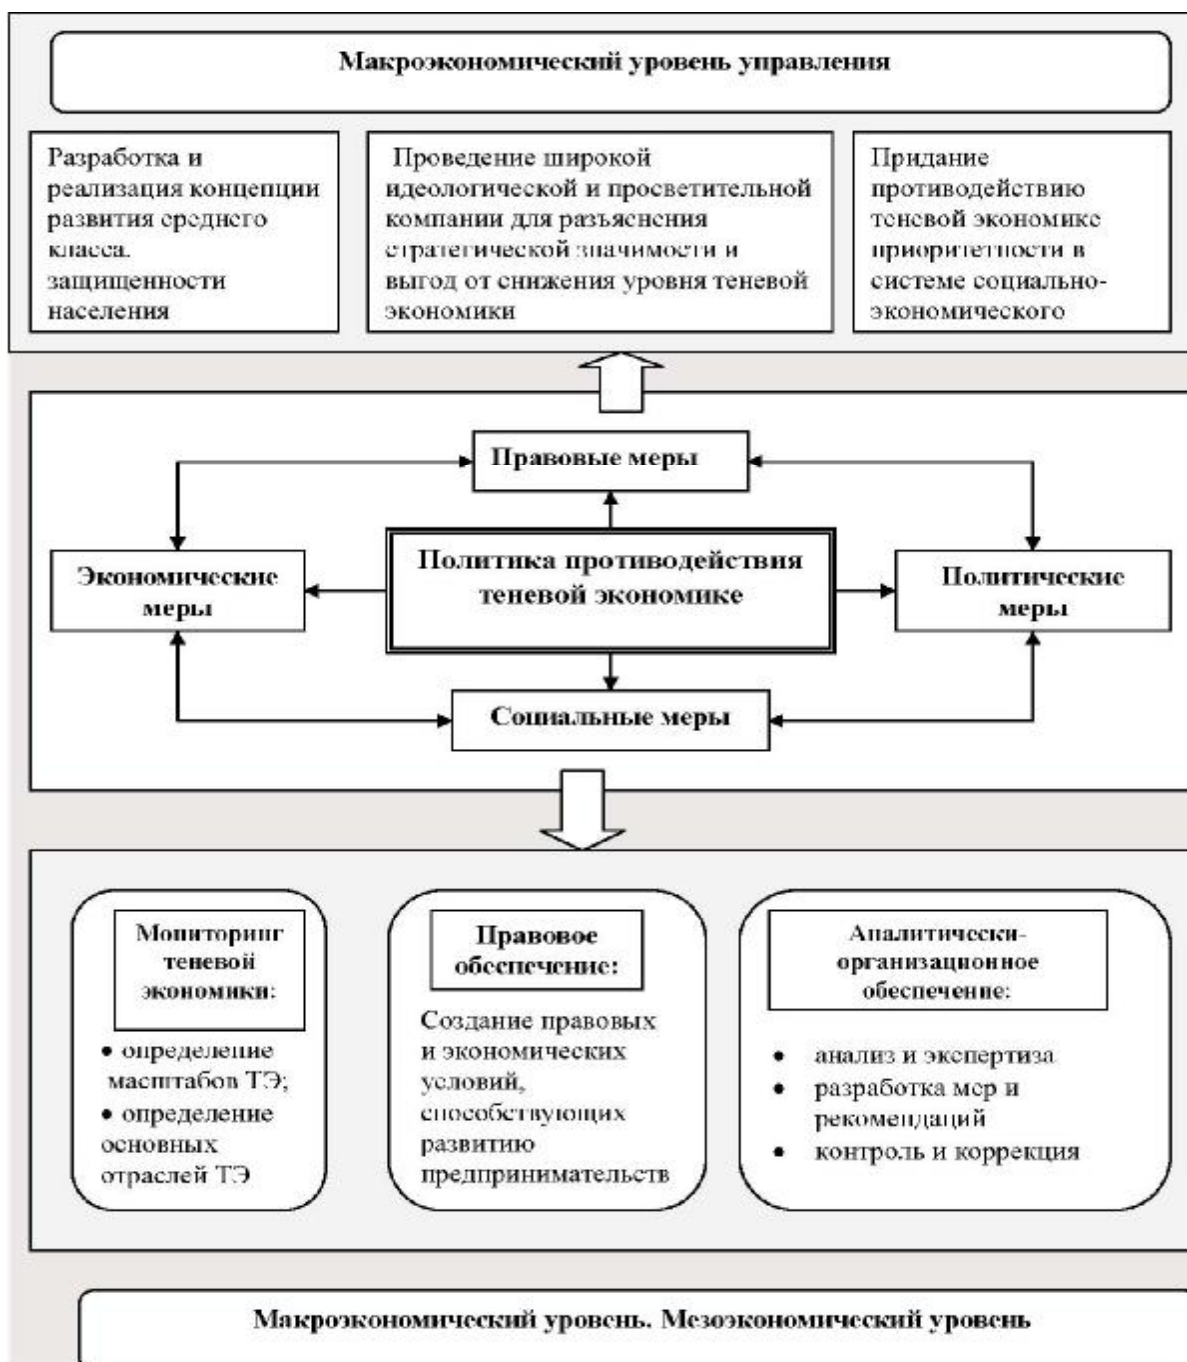 Макроэкономический уровень управления
Разработка и
реализация концепции
развития среднего
класса.
защищенности
населения
Проведение широкой
идеологической и просветительной
компании для разъяснения
стратегической значимости и
выгод от снижения уровня теневой
экономики
Придание
противодействию
теневой экономике
приоритетности в
системе социально-
экономического
Правовые меры
Экономические
меры
Политика противодействия
теневой экономике
Политические
меры
Социальные меры
Мониторинг
теневой
экономики:
• определение
масштабов ТЭ;
• определение
основных
отраслей ТЭ
Правовое
обеспечение:
Создание правовых
и экономических
условий,
способствующих
развитию
предпринимательств
Аналитически-
организационное
обеспечение:
• анализ и экспертиза
• разработка мер и
рекомендаций
• контроль и коррекция
Макроэкономический уровень. Мезоэкономический уровень